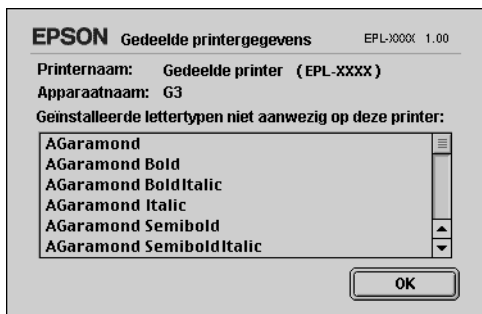 EPSON Gedeelde printergegevens EPL-XXXX 1.00
Printernaam: Gedeelde printer (EPL-XXXX)
Apparaatnaam: G3
Geïnstalleerde lettertypen niet aanwezig op deze printer:
AGaramond
AGaramond Bold
AGaramond BoldItalic
AGaramond Italic
AGaramond Semibold
AGaramond SemiboldItalic
OK